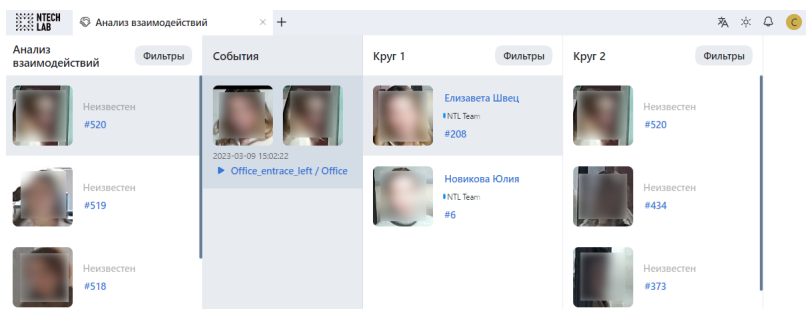 NTECH
LAB
Анализ взаимодействий
C
Анализ
взаимодействий
Фильтры
Неизвестен
#520
Неизвестен
#519
Неизвестен
#518
События
2023-03-09 15:02:22
Office_entrace_left / Office
Круг 1
Фильтры
Елизавета Швец
NTL Team
#208
Новикова Юлия
NTL Team
#6
Круг 2
Фильтры
Неизвестен
#520
Неизвестен
#434
Неизвестен
#373